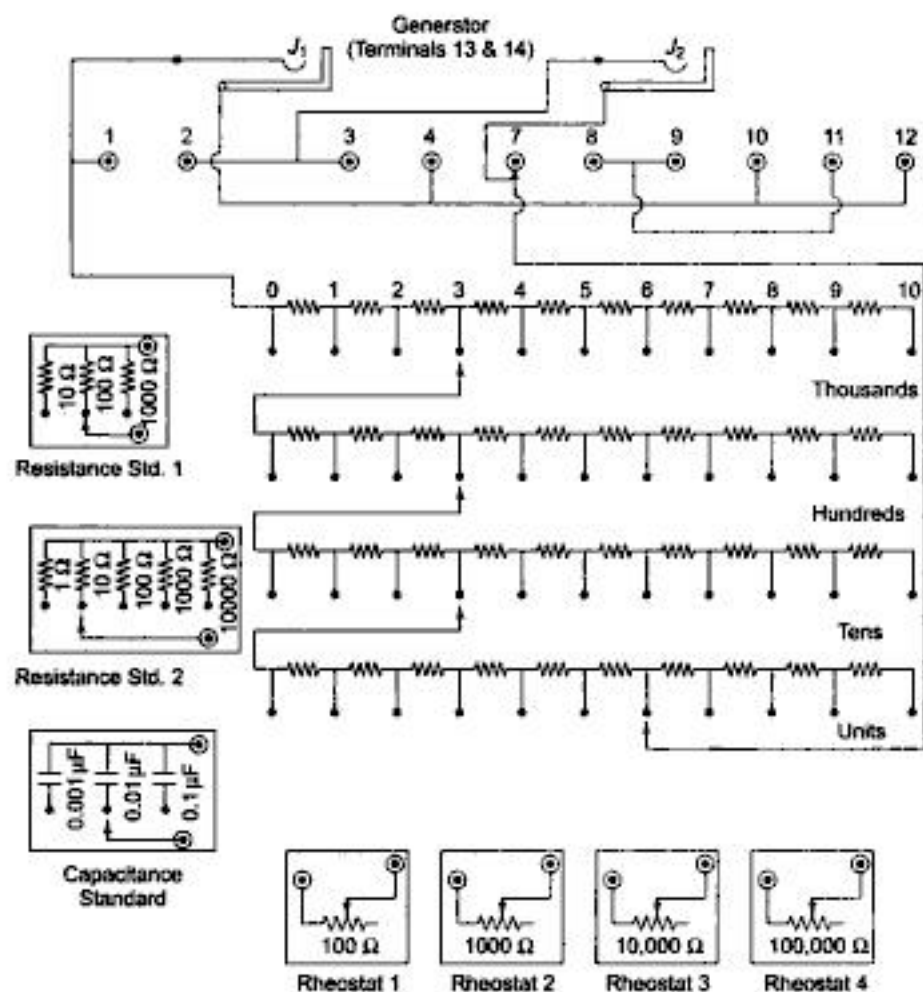 Generstor
(Terminals 13 & 14)
J1
J2
1 2 3 4 7 8 9 10 11 12
0 1 2 3 4 5 6 7 8 9 10
Thousands
10 Ω
100 Ω
1000 Ω
Resistance Std. 1
Hundreds
1 Ω
10 Ω
100 Ω
1000 Ω
10000 Ω
Resistance Std. 2
Tens
Units
0.001 µF
0.01 µF
0.1 µF
Capacitance
Standard
100 Ω
1000 Ω
10,000 Ω
100,000 Ω
Rheostat 1
Rheostat 2
Rheostat 3
Rheostat 4